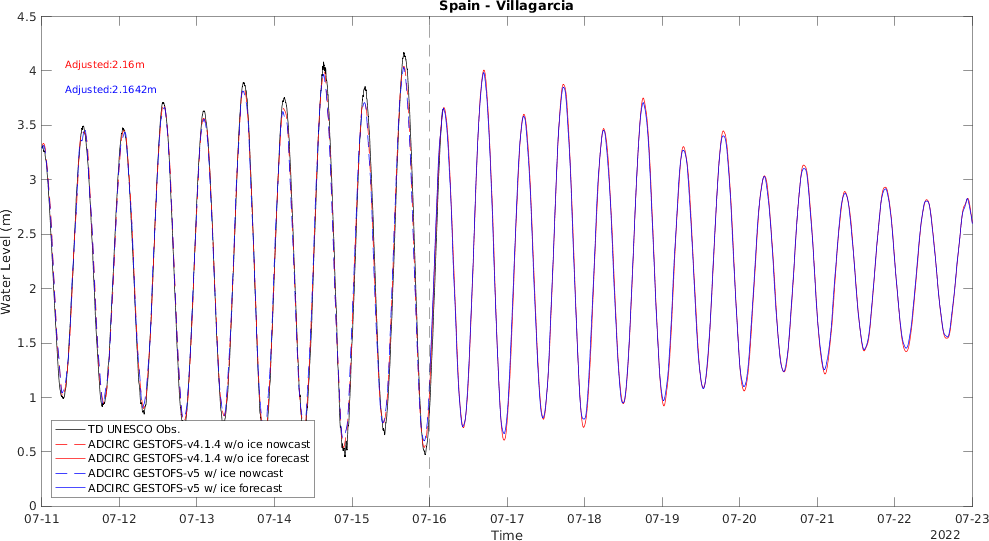 Spain - Villagarcia
Adjusted:2.16m
Adjusted:2.1642m
Water Level (m)
4.5
4
3.5
3
2.5
2
1.5
1
0.5
0
TD UNESCO Obs.
ADCIRC GESTOFS-v4.1.4 w/o ice nowcast
ADCIRC GESTOFS-v4.1.4 w/o ice forecast
ADCIRC GESTOFS-v5 w/ ice nowcast
ADCIRC GESTOFS-v5 w/ ice forecast
07-11 07-12 07-13 07-14 07-15 07-16 07-17 07-18 07-19 07-20 07-21 07-22 07-23
Time
2022